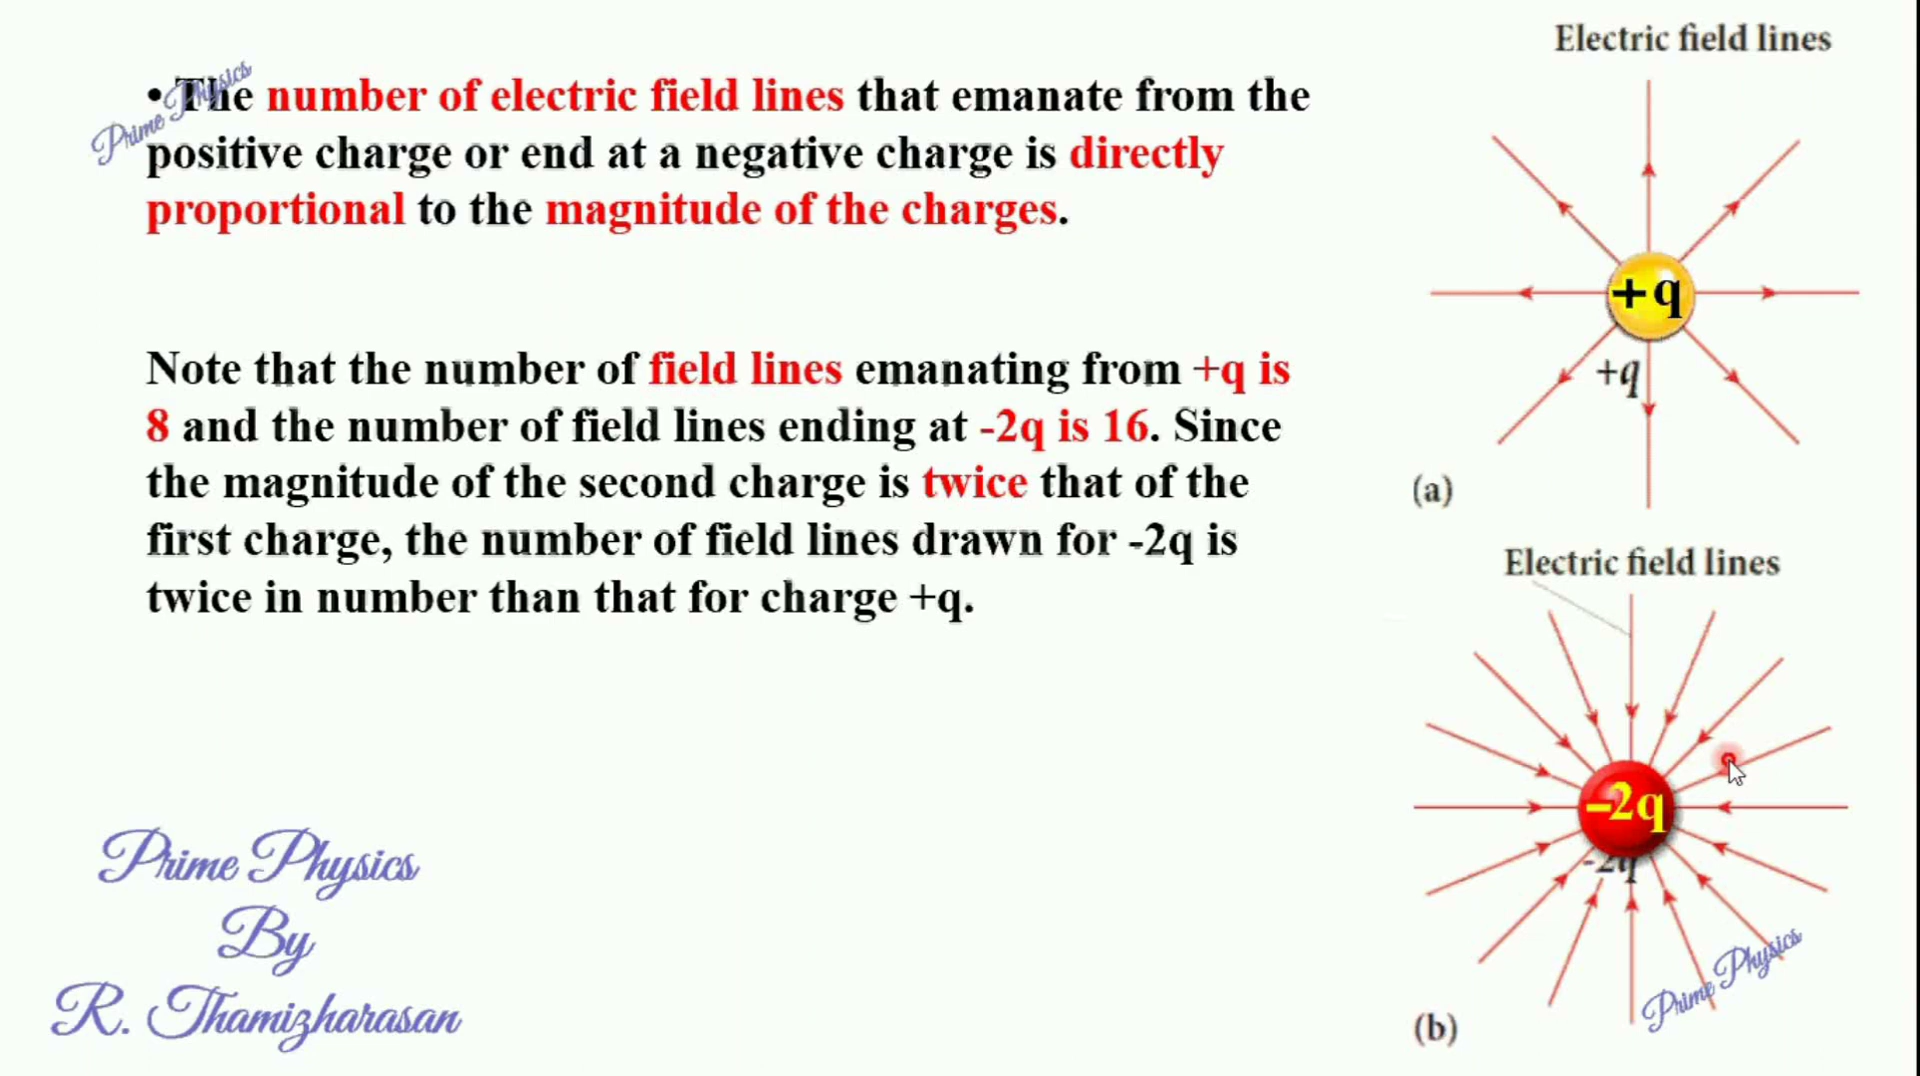 Electric field lines
• The number of electric field lines that emanate from the
Prime Physics
positive charge or end at a negative charge is directly
proportional to the magnitude of the charges.
+q
Note that the number of field lines emanating from +q is
+q
8 and the number of field lines ending at -2q is 16. Since
the magnitude of the second charge is twice that of the
(a)
first charge, the number of field lines drawn for -2q is
Electric field lines
twice in number than that for charge +q.
–2q
-2q
Prime Physics
By
R. Thamizharasan
Prime Physics
(b)